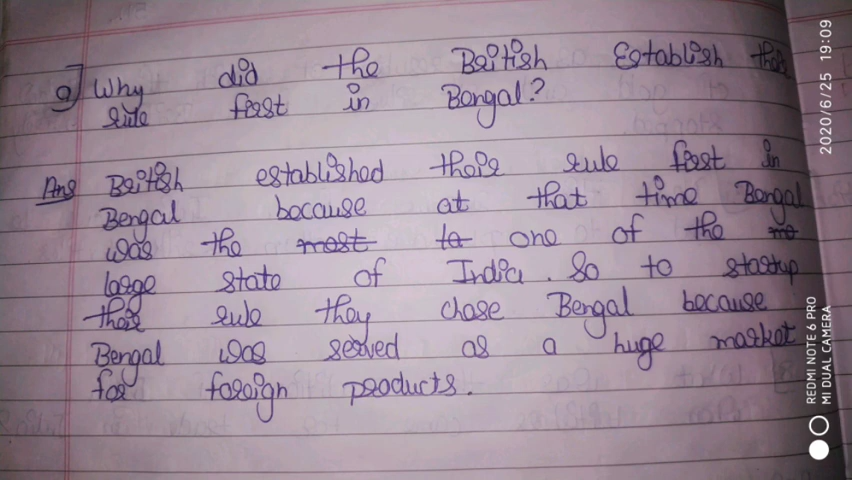 Q] Why did the British Establish their
rule first in Bengal?
Ans British established their rule first in
Bengal because at that time Bengal
was the most to one of the mo
large state of India. So to startup
their rule they chose Bengal because
Bengal was served as a huge market
for foreign products.
2020/6/25 19:09
REDMI NOTE 6 PRO
MI DUAL CAMERA